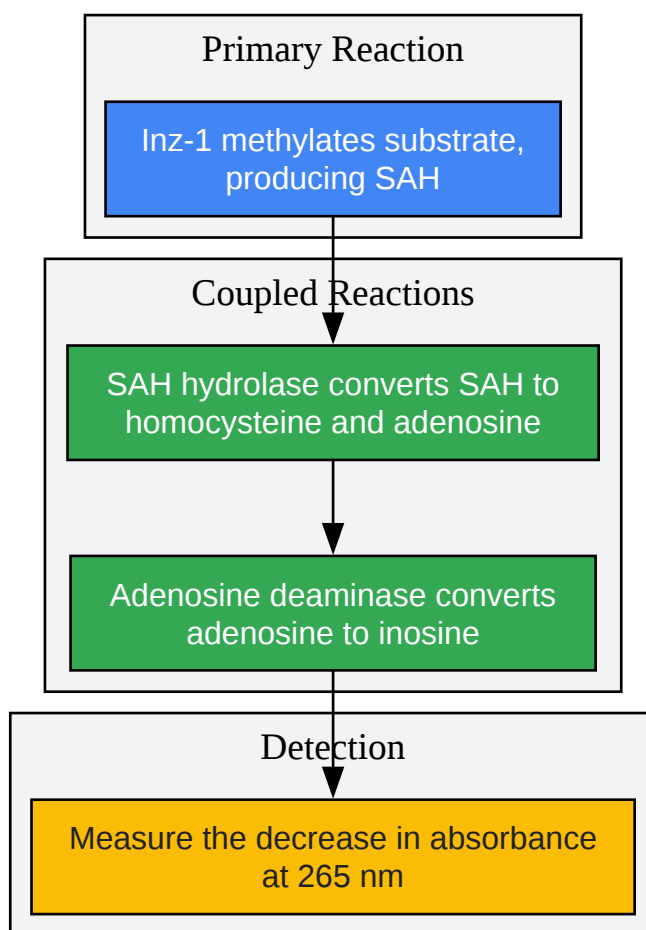 Primary Reaction
Inz-1 methylates substrate,
producing SAH
Coupled Reactions
SAH hydrolase converts SAH to
homocysteine and adenosine
Adenosine deaminase converts
adenosine to inosine
Detection
Measure the decrease in absorbance
at 265 nm